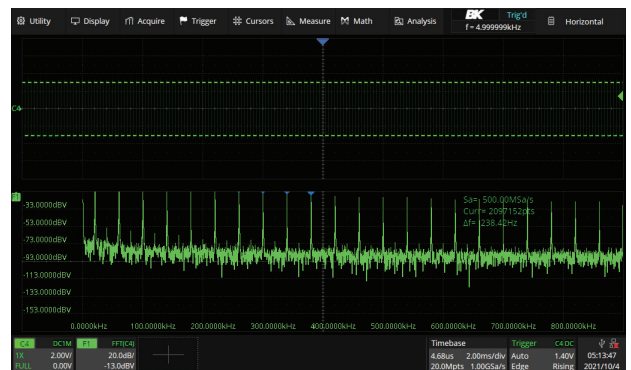 Utility Display Acquire Trigger Cursors Measure Math Analysis BK Trig'd Horizontal
f = 4.999999kHz
C4
F1
-33.0000dBV
Sa= 500.00MSa/s
Curr= 2097152pts
-53.0000dBV
Δf= 238.42Hz
-73.0000dBV
-93.0000dBV
-113.0000dBV
-133.0000dBV
-153.0000dBV
0.0000kHz 100.0000kHz 200.0000kHz 300.0000kHz 400.0000kHz 500.0000kHz 600.0000kHz 700.0000kHz 800.0000kHz
C4 DC1M F1 FFT(C4) Timebase Trigger C4 DC
1X 2.00V/ 20.0dB/ 4.68us 2.00ms/div Auto 1.40V 05:13:47
FULL 0.00V -13.0dBV 20.0Mpts 1.00GSa/s Edge Rising 2021/10/4